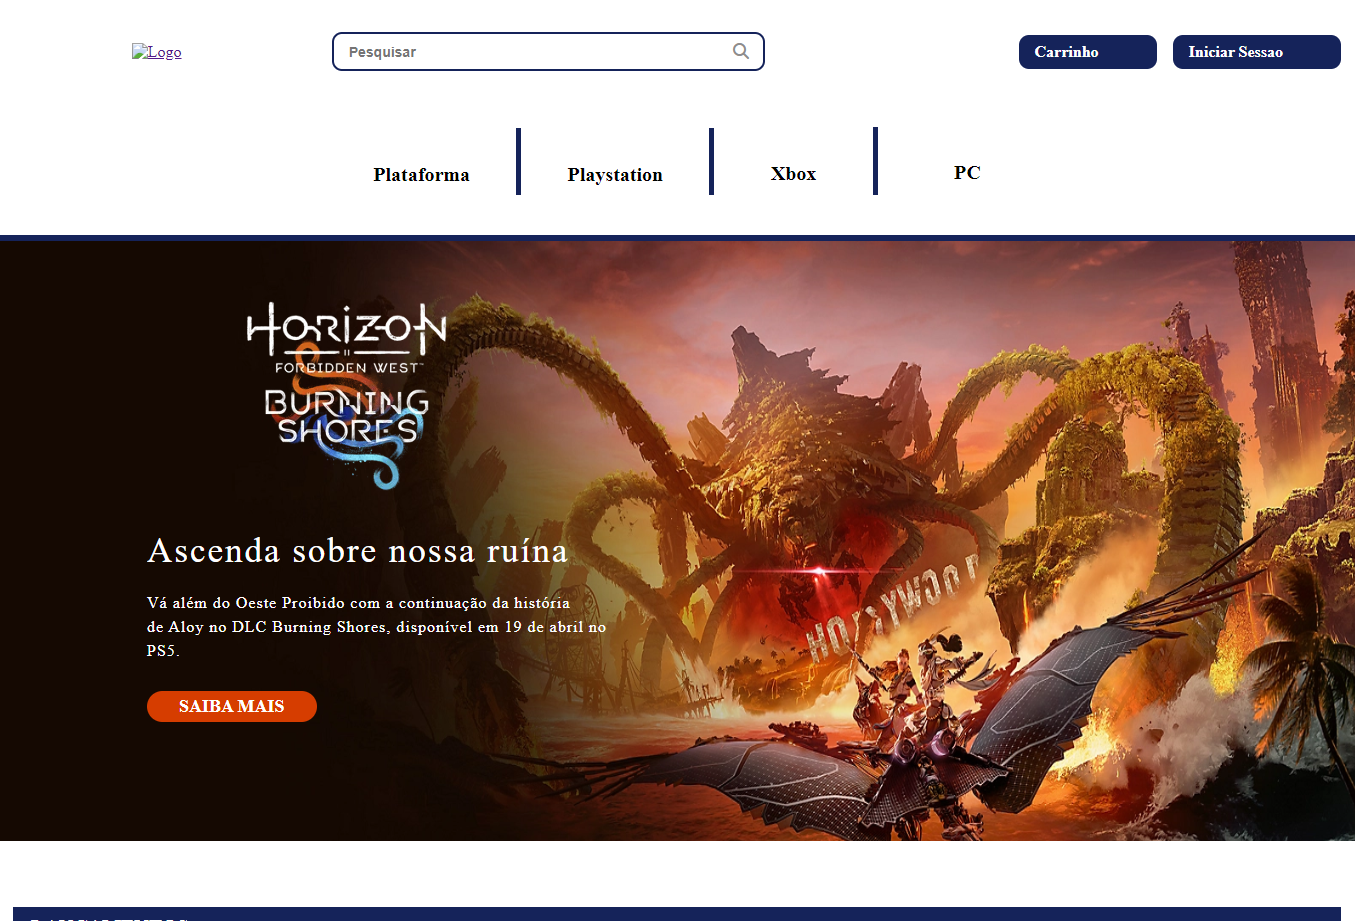 Logo
Pesquisar
Carrinho
Iniciar Sessao
Plataforma
Playstation
Xbox
PC
HORIZON
FORBIDDEN WEST™
BURNING
SHORES
Ascenda sobre nossa ruína
Vá além do Oeste Proibido com a continuação da história
de Aloy no DLC Burning Shores, disponível em 19 de abril no
PS5.
SAIBA MAIS
HOLLYWOOD